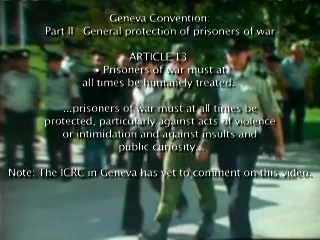 Geneva Convention:
Part II General protection of prisoners of war
ARTICLE 13
• Prisoners of war must at
all times be humanely treated.
...prisoners of war must at all times be
protected, particularly against acts of violence
or intimidation and against insults and
public curiosity...
Note: The ICRC in Geneva has yet to comment on this video.